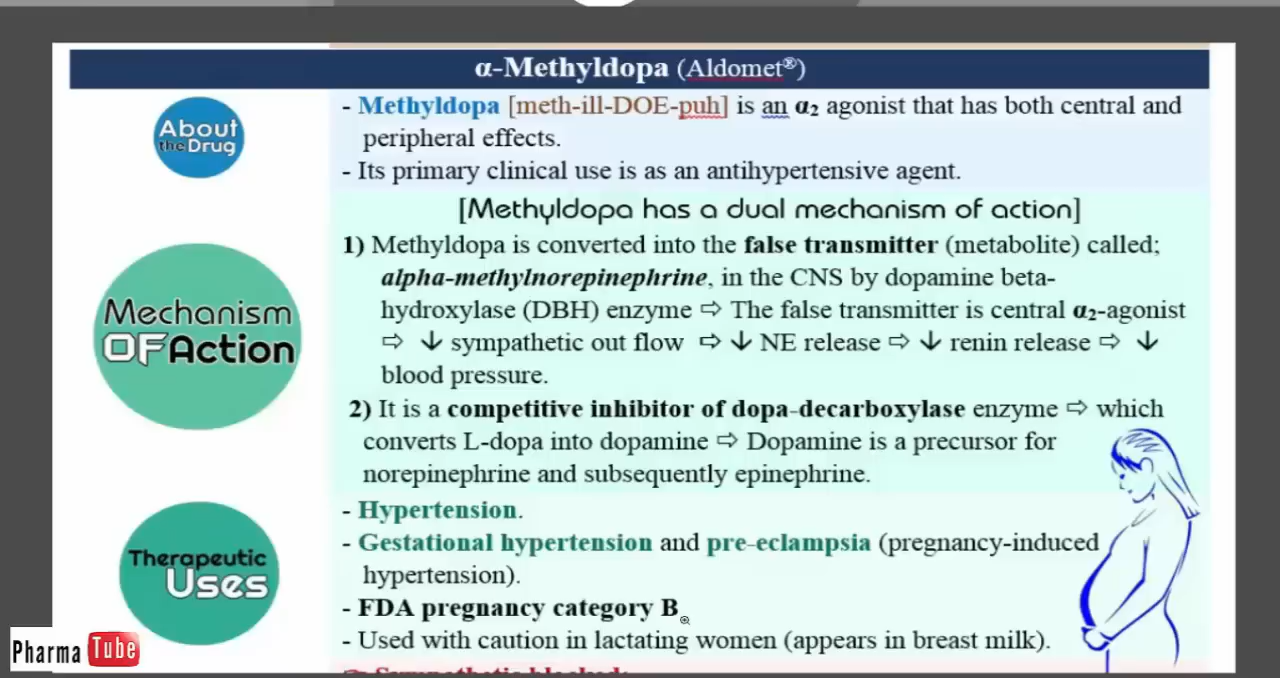 α-Methyldopa (Aldomet®)
About
the Drug
- Methyldopa [meth-ill-DOE-puh] is an α₂ agonist that has both central and
peripheral effects.
- Its primary clinical use is as an antihypertensive agent.
Mechanism
OF Action
[Methyldopa has a dual mechanism of action]
1) Methyldopa is converted into the false transmitter (metabolite) called;
alpha-methylnorepinephrine, in the CNS by dopamine beta-
hydroxylase (DBH) enzyme ⇨ The false transmitter is central α₂-agonist
⇨ ↓ sympathetic out flow ⇨ ↓ NE release ⇨ ↓ renin release ⇨ ↓
blood pressure.
2) It is a competitive inhibitor of dopa-decarboxylase enzyme ⇨ which
converts L-dopa into dopamine ⇨ Dopamine is a precursor for
norepinephrine and subsequently epinephrine.
Therapeutic
Uses
- Hypertension.
- Gestational hypertension and pre-eclampsia (pregnancy-induced
hypertension).
- FDA pregnancy category B
- Used with caution in lactating women (appears in breast milk).
Pharma Tube